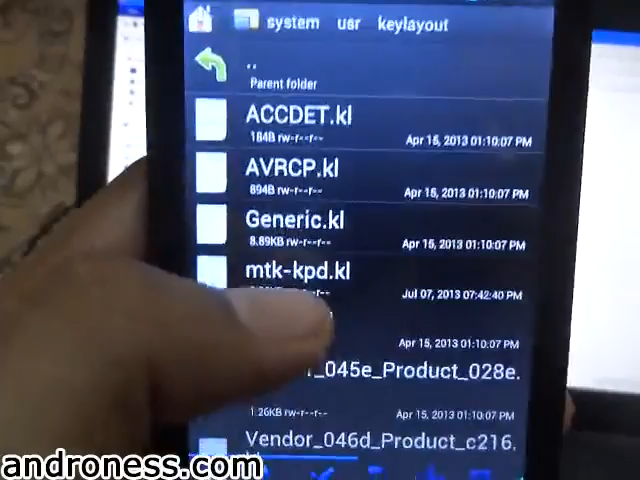 system usr keylayout
..
Parent folder
ACCDET.kl
184B rw-r--r-- Apr 15, 2013 01:10:07 PM
AVRCP.kl
894B rw-r--r-- Apr 15, 2013 01:10:07 PM
Generic.kl
8.89KB rw-r--r-- Apr 15, 2013 01:10:07 PM
mtk-kpd.kl
Jul 07, 2013 07:42:40 PM
Apr 15, 2013 01:10:07 PM
_045e_Product_028e.
1.26KB rw-r--r-- Apr 15, 2013 01:10:07 PM
Vendor_046d_Product_c216.
androness.com